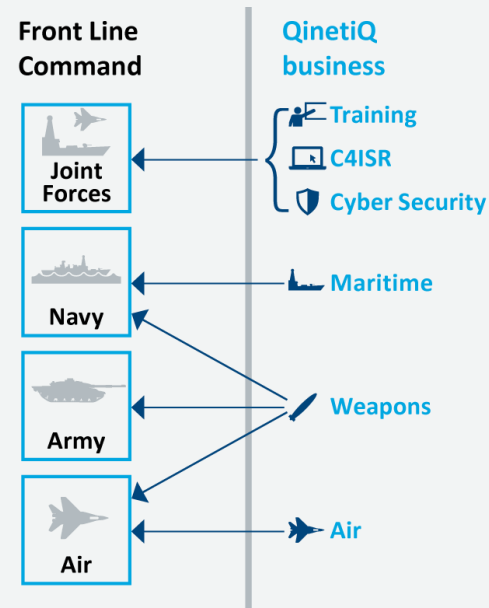 Front Line
Command
QinetiQ
business
Joint
Forces
Training
C4ISR
Cyber Security
Navy
Maritime
Army
Weapons
Air
Air